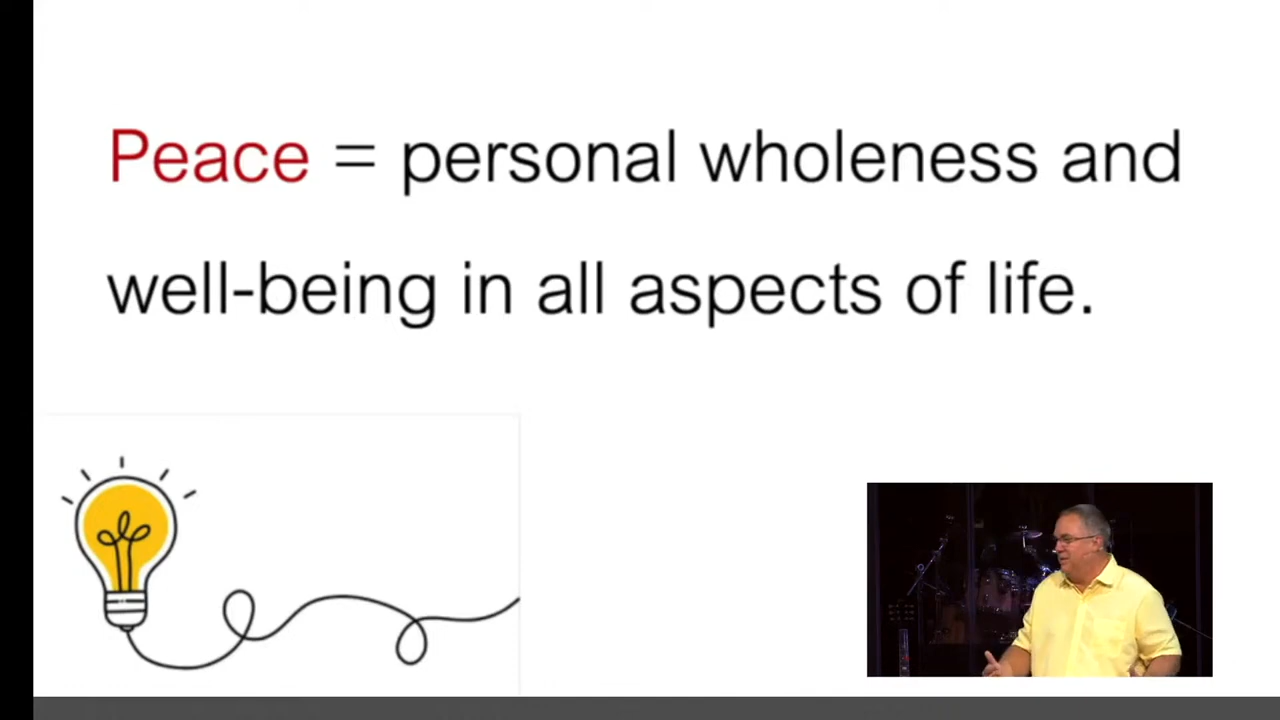 Peace = personal wholeness and
well-being in all aspects of life.